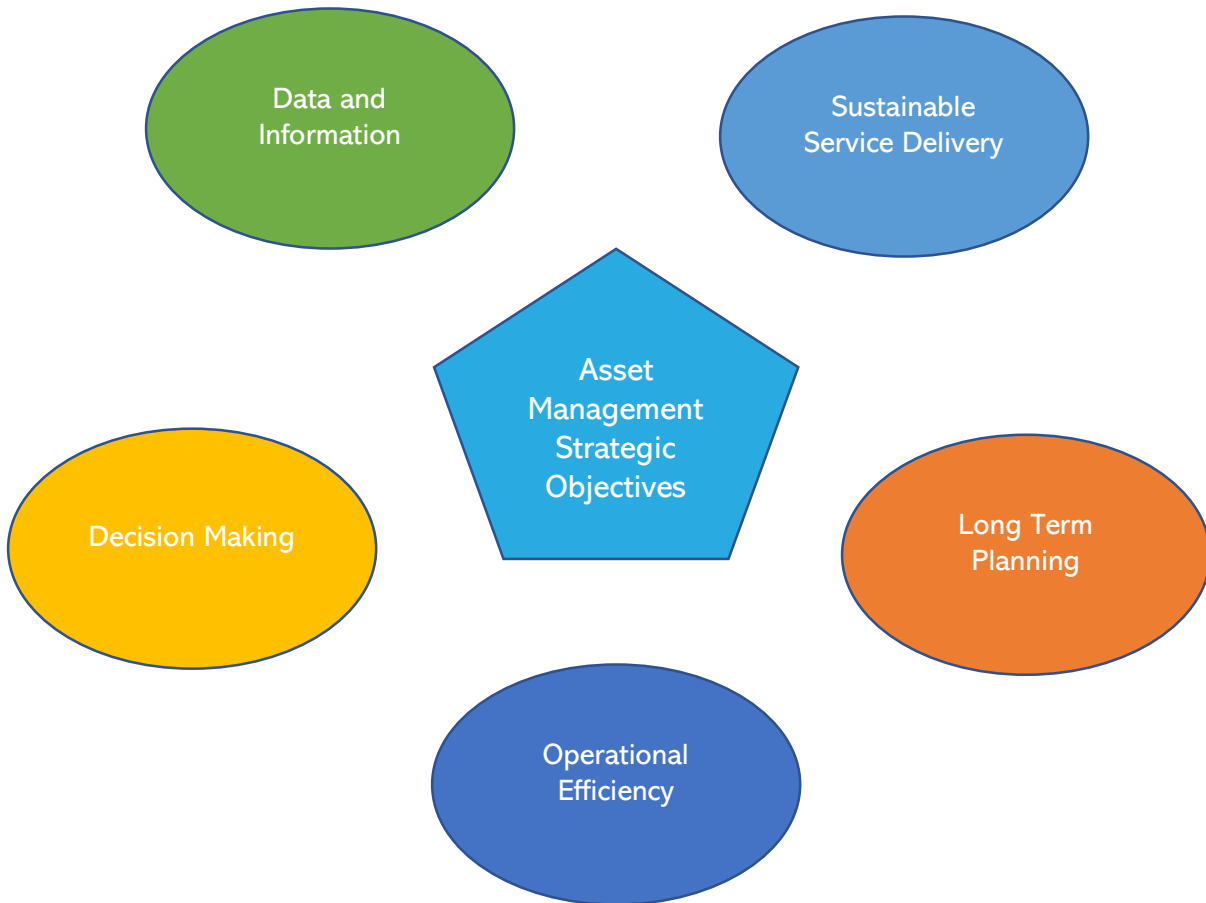 Data and
Information
Sustainable
Service Delivery
Asset
Management
Strategic
Objectives
Decision Making
Long Term
Planning
Operational
Efficiency